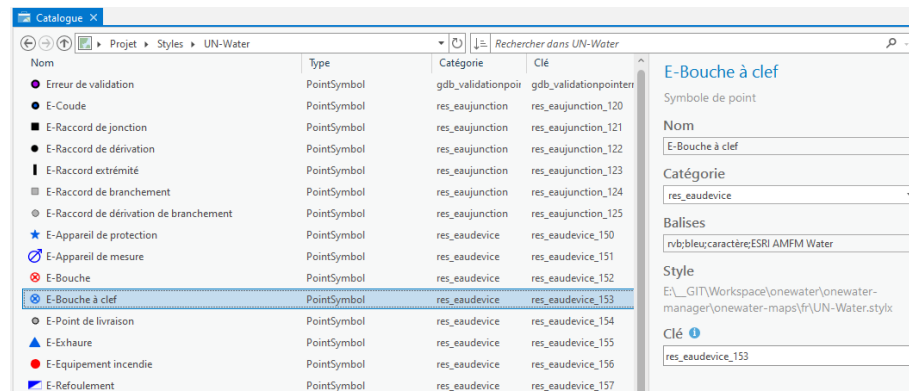 Catalogue
Projet Styles UN-Water Rechercher dans UN-Water
Nom Type Catégorie Clé
Erreur de validation PointSymbol gdb_validationpoir gdb_validationpointerr
E-Coude PointSymbol res_eaujunction res_eaujunction_120
E-Raccord de jonction PointSymbol res_eaujunction res_eaujunction_121
E-Raccord de dérivation PointSymbol res_eaujunction res_eaujunction_122
E-Raccord extrémité PointSymbol res_eaujunction res_eaujunction_123
E-Raccord de branchement PointSymbol res_eaujunction res_eaujunction_124
E-Raccord de dérivation de branchement PointSymbol res_eaujunction res_eaujunction_125
E-Appareil de protection PointSymbol res_eaudevice res_eaudevice_150
E-Appareil de mesure PointSymbol res_eaudevice res_eaudevice_151
E-Bouche PointSymbol res_eaudevice res_eaudevice_152
E-Bouche à clef PointSymbol res_eaudevice res_eaudevice_153
E-Point de livraison PointSymbol res_eaudevice res_eaudevice_154
E-Exhaure PointSymbol res_eaudevice res_eaudevice_155
E-Equipement incendie PointSymbol res_eaudevice res_eaudevice_156
E-Refoulement PointSymbol res_eaudevice res_eaudevice_157
E-Bouche à clef
Symbole de point
Nom
E-Bouche à clef
Catégorie
res_eaudevice
Balises
rvb;bleu;caractère;ESRI AMFM Water
Style
E:\__GIT\Workspace\onewater\onewater-
manager\onewater-maps\fr\UN-Water.stylx
Clé
res_eaudevice_153